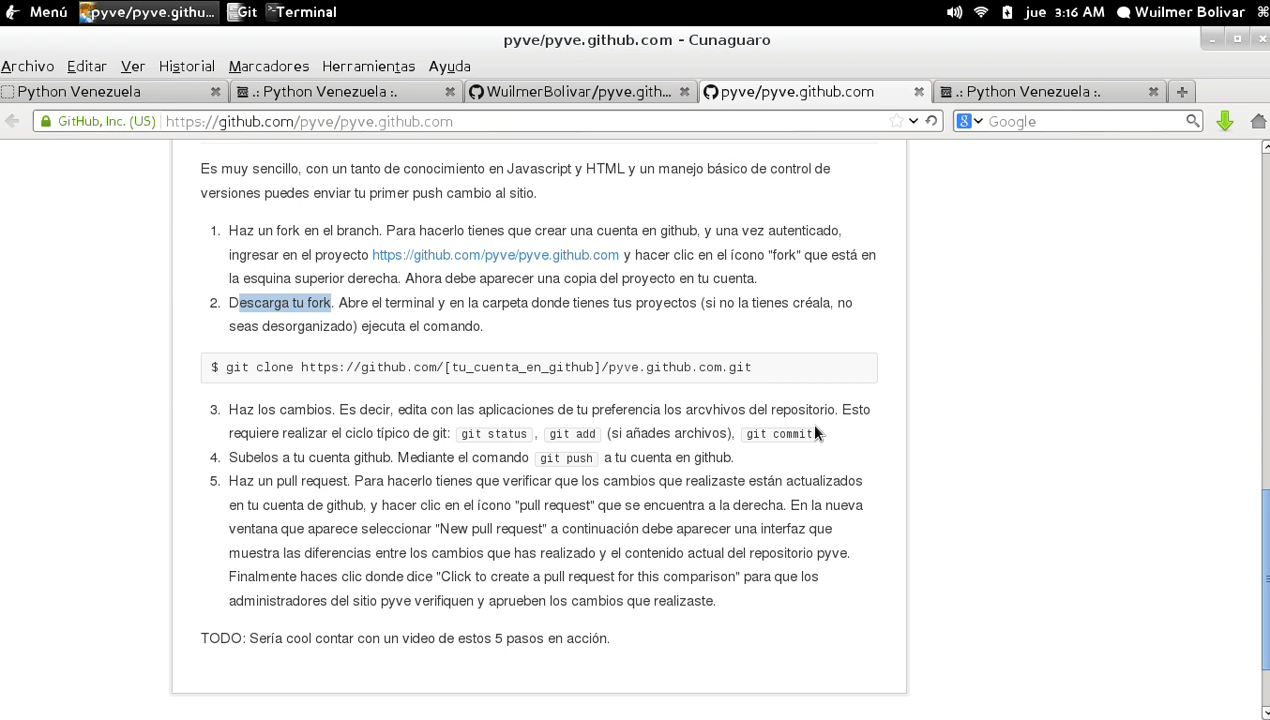 Menú pyve/pyve.githu... Git Terminal jue 3:16 AM Wuilmer Bolivar
pyve/pyve.github.com - Cunaguaro
Archivo Editar Ver Historial Marcadores Herramientas Ayuda
Python Venezuela .: Python Venezuela :. WuilmerBolivar/pyve.gith... pyve/pyve.github.com .: Python Venezuela :.
GitHub, Inc. (US) https://github.com/pyve/pyve.github.com Google
Es muy sencillo, con un tanto de conocimiento en Javascript y HTML y un manejo básico de control de
versiones puedes enviar tu primer push cambio al sitio.
1. Haz un fork en el branch. Para hacerlo tienes que crear una cuenta en github, y una vez autenticado,
ingresar en el proyecto https://github.com/pyve/pyve.github.com y hacer clic en el ícono "fork" que está en
la esquina superior derecha. Ahora debe aparecer una copia del proyecto en tu cuenta.
2. Descarga tu fork. Abre el terminal y en la carpeta donde tienes tus proyectos (si no la tienes créala, no
seas desorganizado) ejecuta el comando.
$ git clone https://github.com/[tu_cuenta_en_github]/pyve.github.com.git
3. Haz los cambios. Es decir, edita con las aplicaciones de tu preferencia los arcvhivos del repositorio. Esto
requiere realizar el ciclo típico de git: git status , git add (si añades archivos), git commit
4. Subelos a tu cuenta github. Mediante el comando git push a tu cuenta en github.
5. Haz un pull request. Para hacerlo tienes que verificar que los cambios que realizaste están actualizados
en tu cuenta de github, y hacer clic en el ícono "pull request" que se encuentra a la derecha. En la nueva
ventana que aparece seleccionar "New pull request" a continuación debe aparecer una interfaz que
muestra las diferencias entre los cambios que has realizado y el contenido actual del repositorio pyve.
Finalmente haces clic donde dice "Click to create a pull request for this comparison" para que los
administradores del sitio pyve verifiquen y aprueben los cambios que realizaste.
TODO: Sería cool contar con un video de estos 5 pasos en acción.